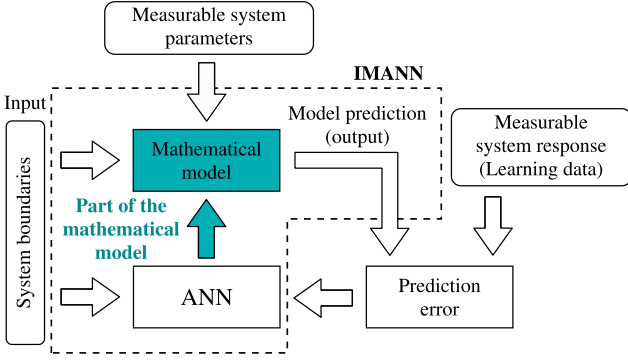 Measurable system
parameters
IMANN
Input
Model prediction
(output)
Measurable
system response
(Learning data)
Mathematical
model
System boundaries
Part of the
mathematical
model
ANN
Prediction
error